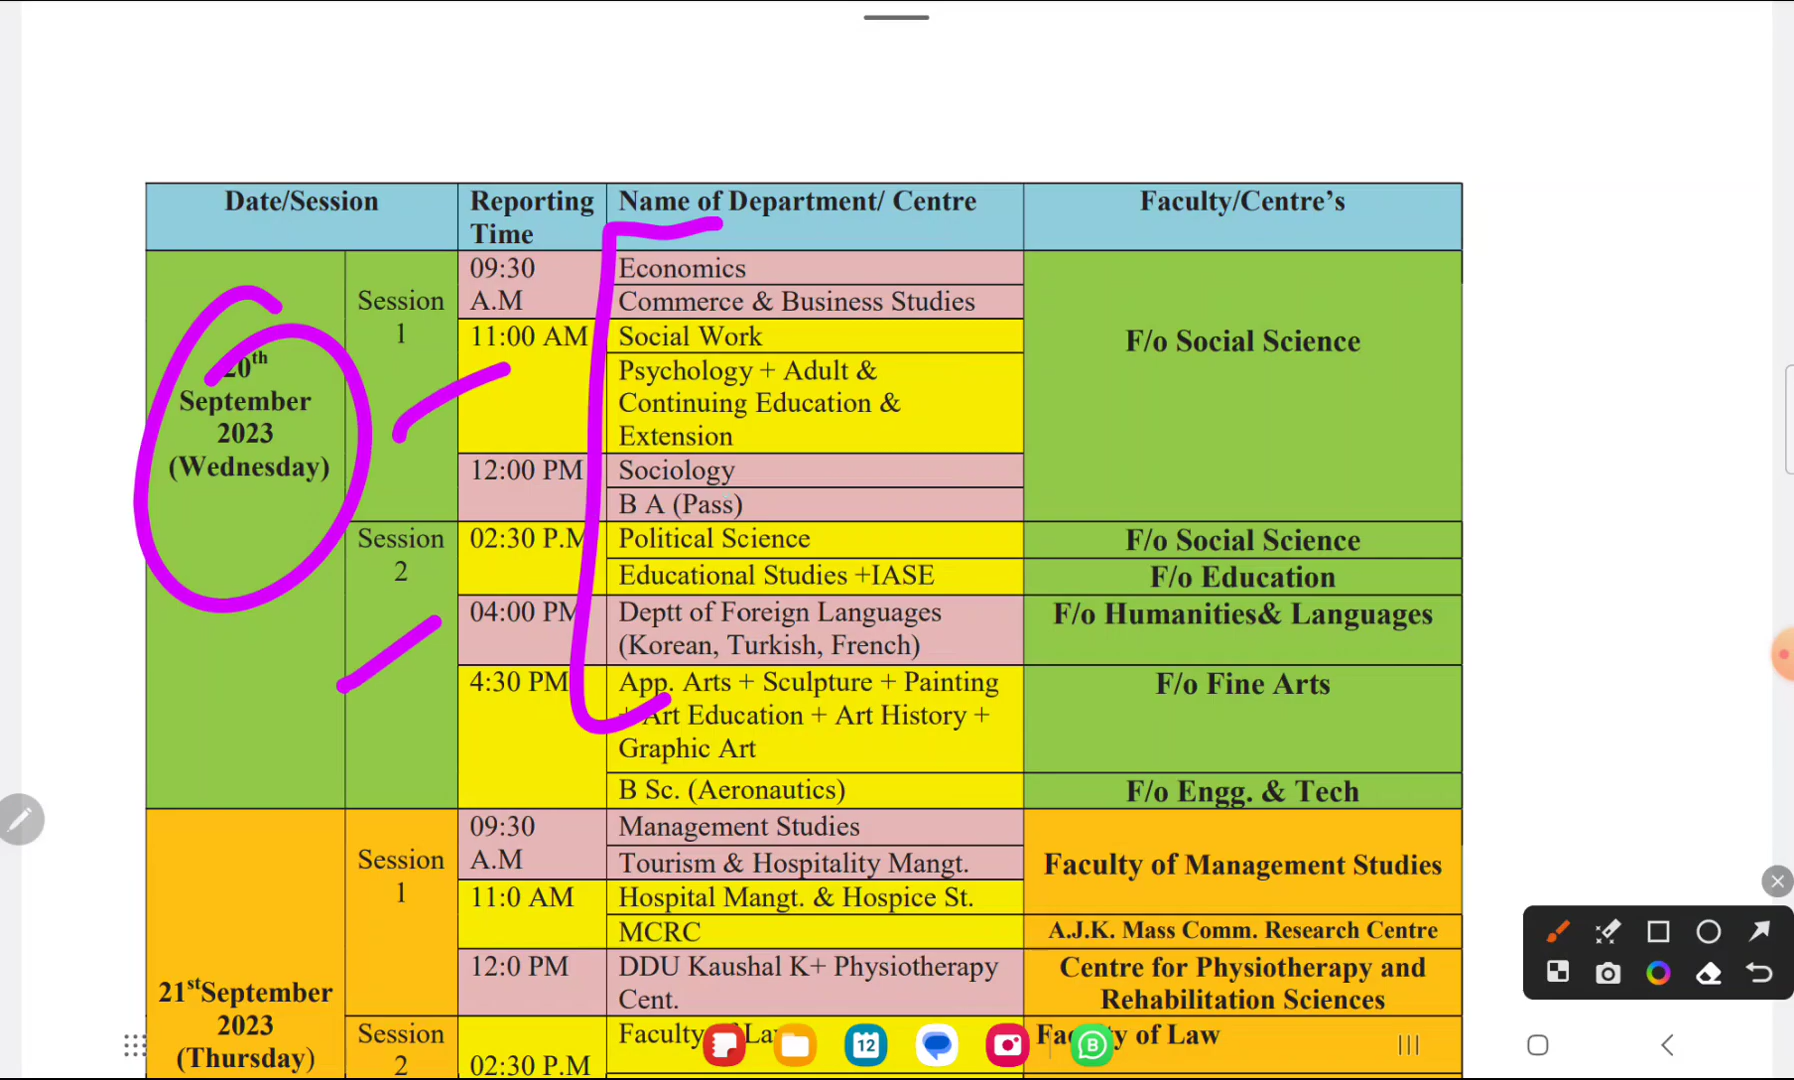 Date/Session
Reporting
Time
Name of Department/ Centre
Faculty/Centre's
20th
September
2023
(Wednesday)
Session
1
09:30
A.M
Economics
Commerce & Business Studies
11:00 AM
Social Work
Psychology + Adult &
Continuing Education &
Extension
12:00 PM
Sociology
B A (Pass)
F/o Social Science
Session
2
02:30 P.M
Political Science
F/o Social Science
Educational Studies +IASE
F/o Education
04:00 PM
Deptt of Foreign Languages
(Korean, Turkish, French)
F/o Humanities& Languages
4:30 PM
App. Arts + Sculpture + Painting
+ Art Education + Art History +
Graphic Art
F/o Fine Arts
B Sc. (Aeronautics)
F/o Engg. & Tech
21stSeptember
2023
(Thursday)
Session
1
09:30
A.M
Management Studies
Tourism & Hospitality Mangt.
Faculty of Management Studies
11:0 AM
Hospital Mangt. & Hospice St.
MCRC
A.J.K. Mass Comm. Research Centre
12:0 PM
DDU Kaushal K+ Physiotherapy
Cent.
Centre for Physiotherapy and
Rehabilitation Sciences
Session
2
02:30 P.M
Faculty of Law
Faculty of Law
12
B